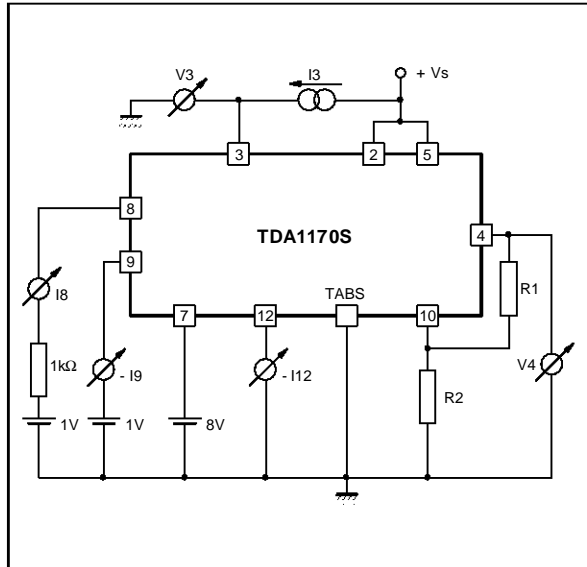 V3
I3
+ Vs
3
2
5
8
TDA1170S
4
9
TABS
R1
I8
7
12
10
1kΩ
- I9
- I12
V4
R2
1V
1V
8V